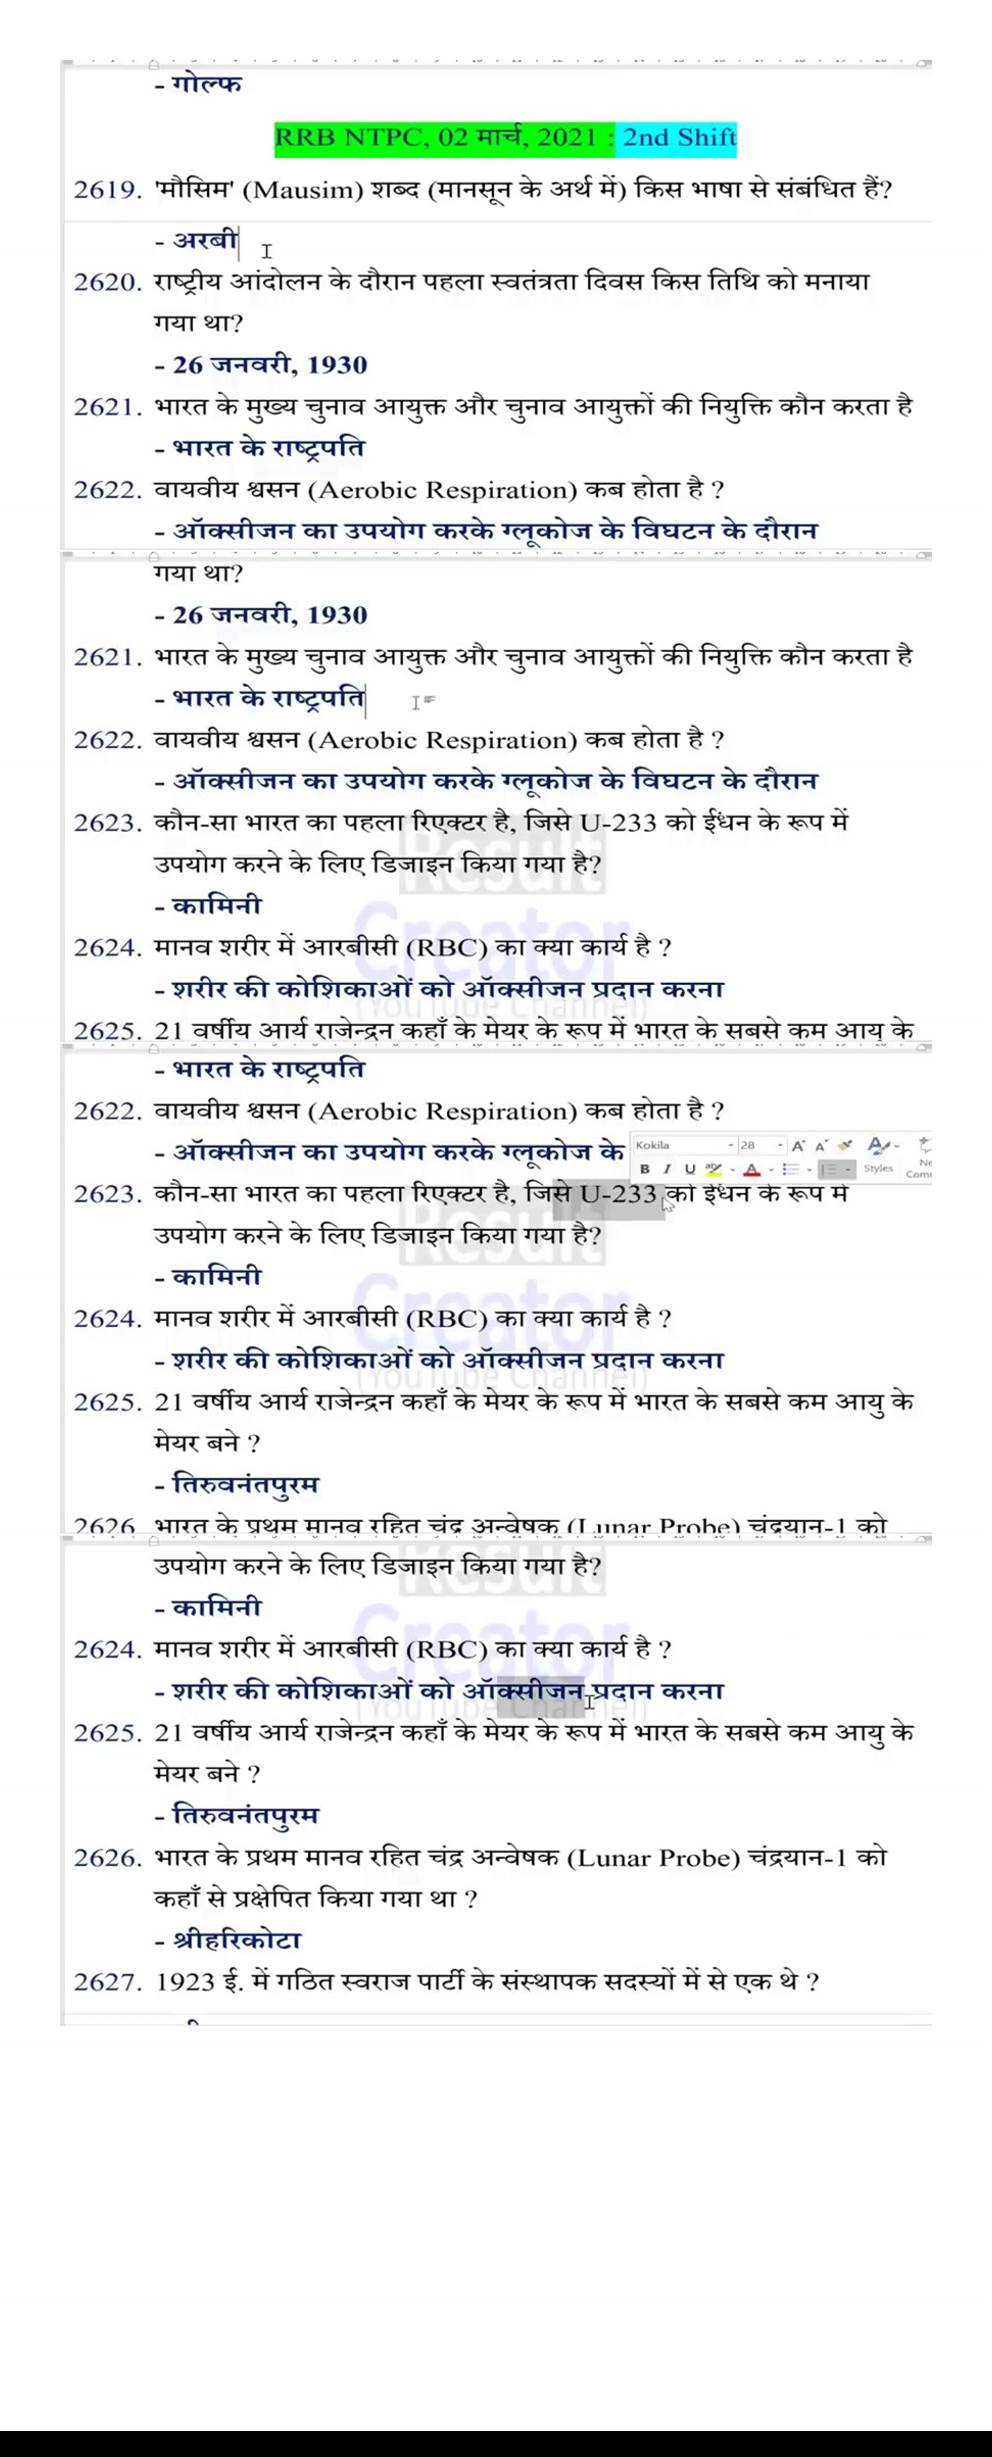 - गोल्फ
RRB NTPC, 02 मार्च, 2021 : 2nd Shift
2619. 'मौसिम' (Mausim) शब्द (मानसून के अर्थ में) किस भाषा से संबंधित हैं?
- अरबी
2620. राष्ट्रीय आंदोलन के दौरान पहला स्वतंत्रता दिवस किस तिथि को मनाया
गया था?
- 26 जनवरी, 1930
2621. भारत के मुख्य चुनाव आयुक्त और चुनाव आयुक्तों की नियुक्ति कौन करता है
- भारत के राष्ट्रपति
2622. वायवीय श्वसन (Aerobic Respiration) कब होता है ?
- ऑक्सीजन का उपयोग करके ग्लूकोज के विघटन के दौरान
गया था?
- 26 जनवरी, 1930
2621. भारत के मुख्य चुनाव आयुक्त और चुनाव आयुक्तों की नियुक्ति कौन करता है
- भारत के राष्ट्रपति
2622. वायवीय श्वसन (Aerobic Respiration) कब होता है ?
- ऑक्सीजन का उपयोग करके ग्लूकोज के विघटन के दौरान
2623. कौन-सा भारत का पहला रिएक्टर है, जिसे U-233 को ईंधन के रूप में
उपयोग करने के लिए डिजाइन किया गया है?
- कामिनी
2624. मानव शरीर में आरबीसी (RBC) का क्या कार्य है ?
- शरीर की कोशिकाओं को ऑक्सीजन प्रदान करना
2625. 21 वर्षीय आर्य राजेन्द्रन कहाँ के मेयर के रूप में भारत के सबसे कम आयु के
Result
Creator
(YouTube Channel)
- भारत के राष्ट्रपति
2622. वायवीय श्वसन (Aerobic Respiration) कब होता है ?
- ऑक्सीजन का उपयोग करके ग्लूकोज के
Kokila 28
B I U Styles
2623. कौन-सा भारत का पहला रिएक्टर है, जिसे U-233 को ईंधन के रूप में
उपयोग करने के लिए डिजाइन किया गया है?
- कामिनी
2624. मानव शरीर में आरबीसी (RBC) का क्या कार्य है ?
- शरीर की कोशिकाओं को ऑक्सीजन प्रदान करना
2625. 21 वर्षीय आर्य राजेन्द्रन कहाँ के मेयर के रूप में भारत के सबसे कम आयु के
मेयर बने ?
- तिरुवनंतपुरम
2626. भारत के प्रथम मानव रहित चंद्र अन्वेषक (Lunar Probe) चंद्रयान-1 को
Result
Creator
(YouTube Channel)
उपयोग करने के लिए डिजाइन किया गया है?
- कामिनी
2624. मानव शरीर में आरबीसी (RBC) का क्या कार्य है ?
- शरीर की कोशिकाओं को ऑक्सीजन प्रदान करना
2625. 21 वर्षीय आर्य राजेन्द्रन कहाँ के मेयर के रूप में भारत के सबसे कम आयु के
मेयर बने ?
- तिरुवनंतपुरम
2626. भारत के प्रथम मानव रहित चंद्र अन्वेषक (Lunar Probe) चंद्रयान-1 को
कहाँ से प्रक्षेपित किया गया था ?
- श्रीहरिकोटा
2627. 1923 ई. में गठित स्वराज पार्टी के संस्थापक सदस्यों में से एक थे ?
Result
Creator
(YouTube Channel)